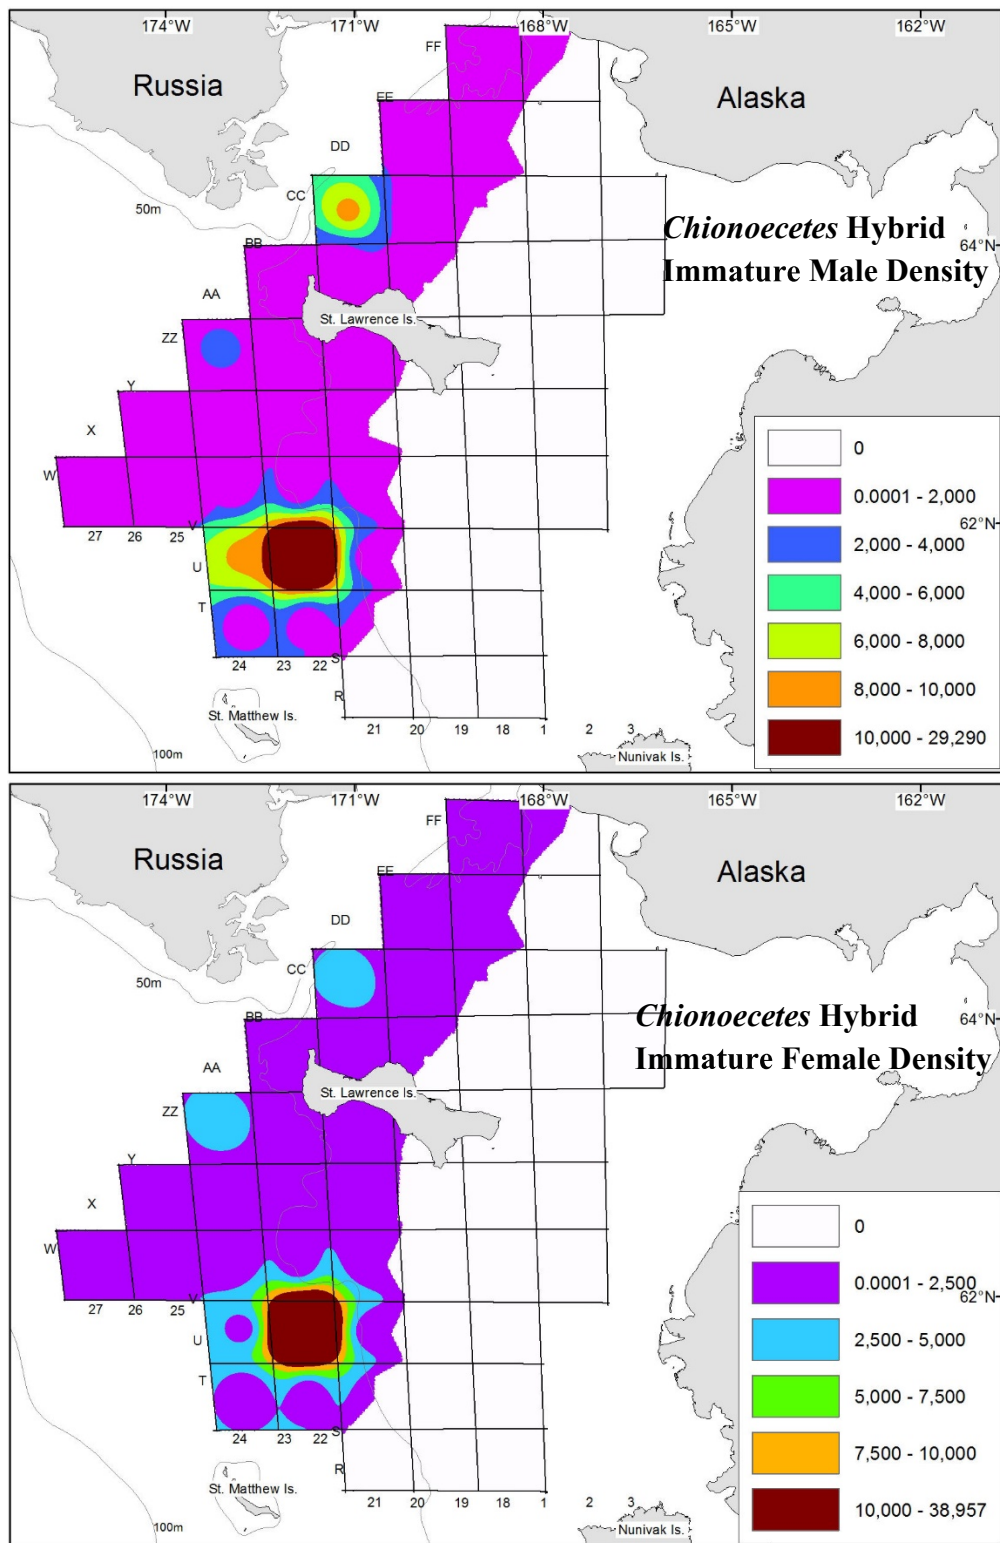 174°W 171°W 168°W 165°W 162°W
FF
Russia
Alaska
EE
DD
CC
50m
Chionoecetes Hybrid
Immature Male Density
64°N
BB
AA
St. Lawrence Is.
ZZ
Y
X
W
0
0.0001 - 2,000
2,000 - 4,000
4,000 - 6,000
6,000 - 8,000
8,000 - 10,000
10,000 - 29,290
62°N
27 26 25 V
U
T
24 23 22 S
R
St. Matthew Is.
21 20 19 18 1 2 3
100m
Nunivak Is.
174°W 171°W 168°W 165°W 162°W
FF
Russia
Alaska
EE
DD
CC
50m
Chionoecetes Hybrid
Immature Female Density
64°N
BB
AA
St. Lawrence Is.
ZZ
Y
X
W
0
0.0001 - 2,500
2,500 - 5,000
5,000 - 7,500
7,500 - 10,000
10,000 - 38,957
62°N
27 26 25 V
U
T
24 23 22 S
R
St. Matthew Is.
21 20 19 18 1 2 3
100m
Nunivak Is.